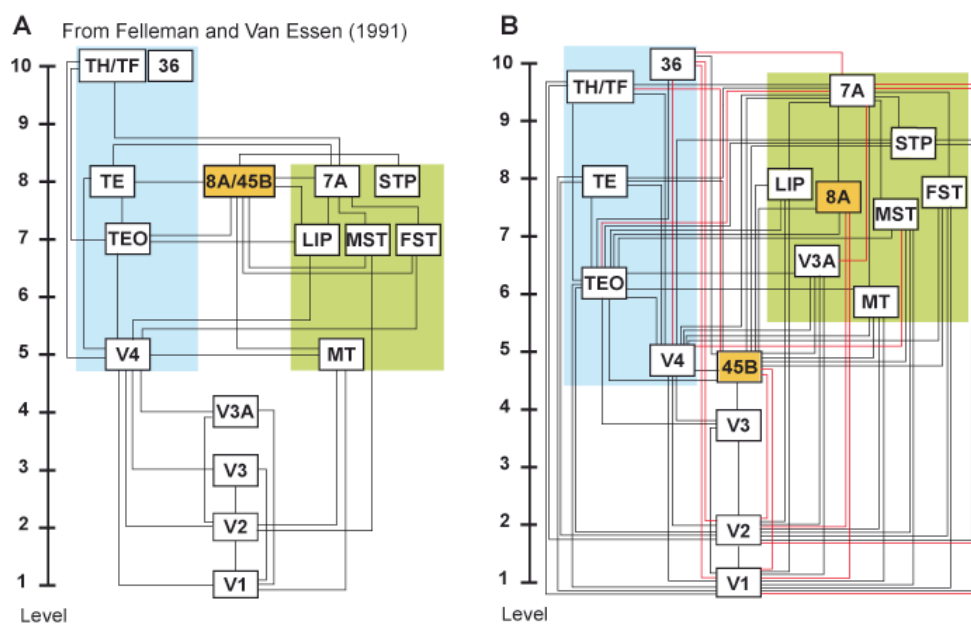 A From Felleman and Van Essen (1991)
10
9
8
7
6
5
4
3
2
1
Level
TH/TF 36
TE 8A/45B 7A STP
TEO LIP MST FST
V4 MT
V3A
V3
V2
V1
B
10
9
8
7
6
5
4
3
2
1
Level
36
TH/TF 7A
STP
TE LIP 8A FST
MST
V3A
TEO MT
V4 45B
V3
V2
V1